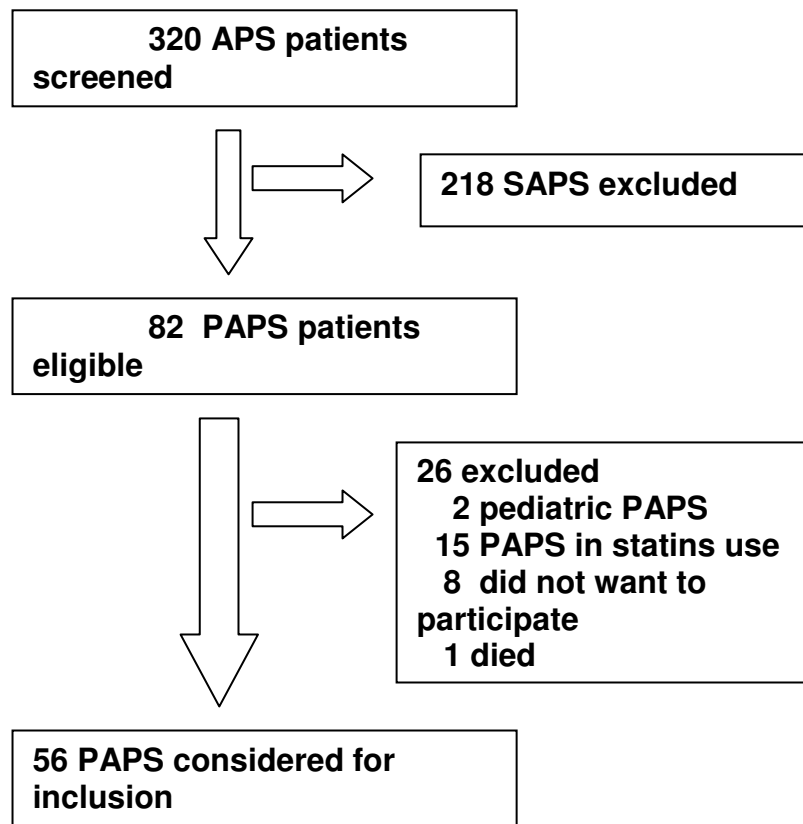 320 APS patients
screened
218 SAPS excluded
82 PAPS patients
eligible
26 excluded
2 pediatric PAPS
15 PAPS in statins use
8 did not want to
participate
1 died
56 PAPS considered for
inclusion